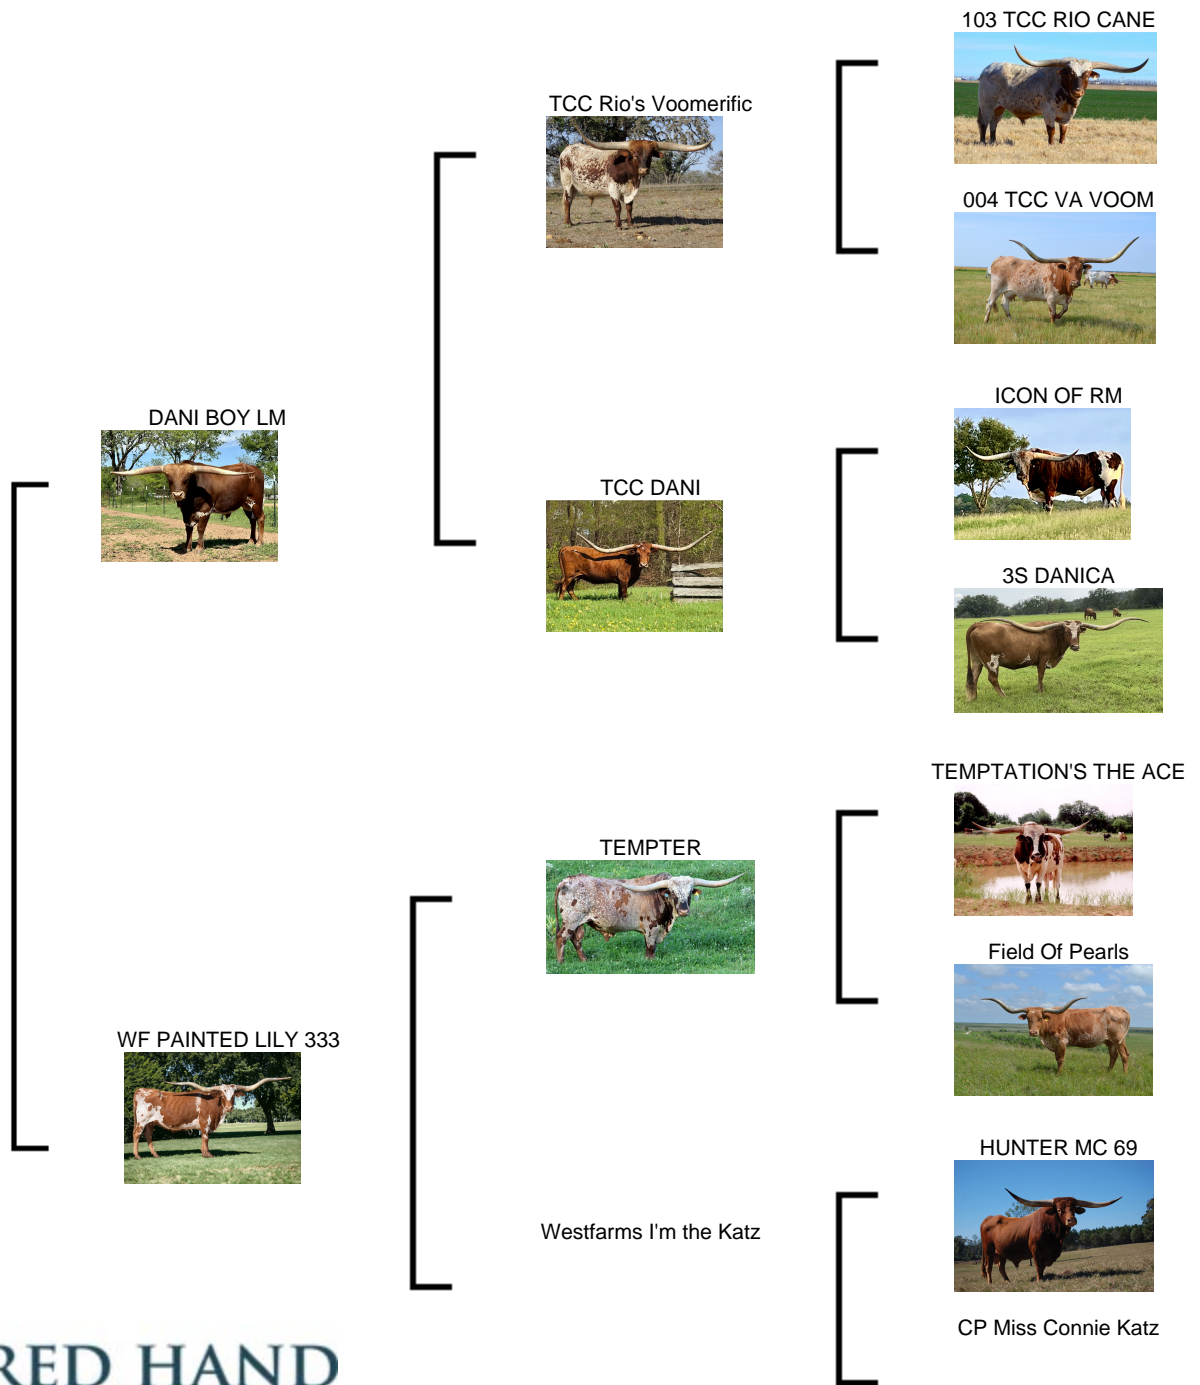 103 TCC RIO CANE
TCC Rio's Voomerific
004 TCC VA VOOM
DANI BOY LM
ICON OF RM
TCC DANI
3S DANICA
TEMPTATION'S THE ACE
TEMPTER
Field Of Pearls
WF PAINTED LILY 333
HUNTER MC 69
Westfarms I'm the Katz
CP Miss Connie Katz
RED HAND